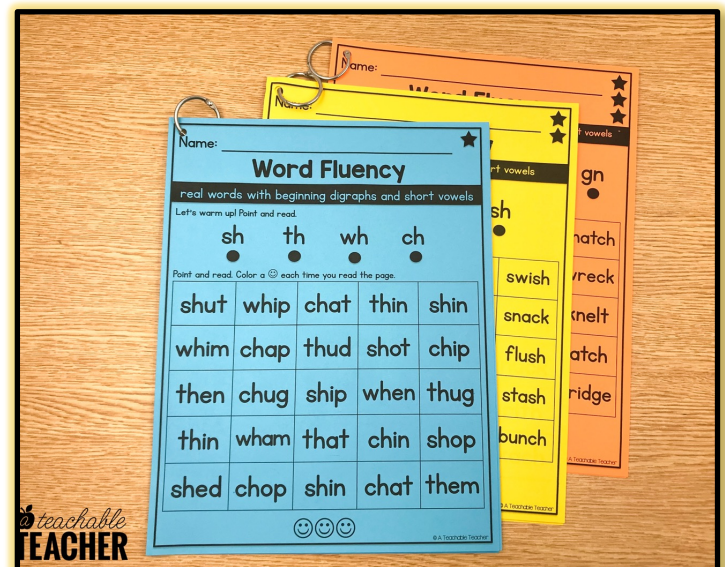 Name:
Word Fluency
real words with beginning digraphs and short vowels
Let's warm up! Point and read.
sh th wh ch
Point and read. Color a ☺ each time you read the page.
shut whip chat thin shin
whim chap thud shot chip
then chug ship when thug
thin wham that chin shop
shed chop shin chat them
© A Teachable Teacher
Name:
rt vowels
sh
swish
snack
flush
stash
bunch
© A Teachable Teacher
Name:
Word
t vowels
gn
hatch
wreck
knelt
atch
ridge
A Teachable Teacher
a teachable
TEACHER